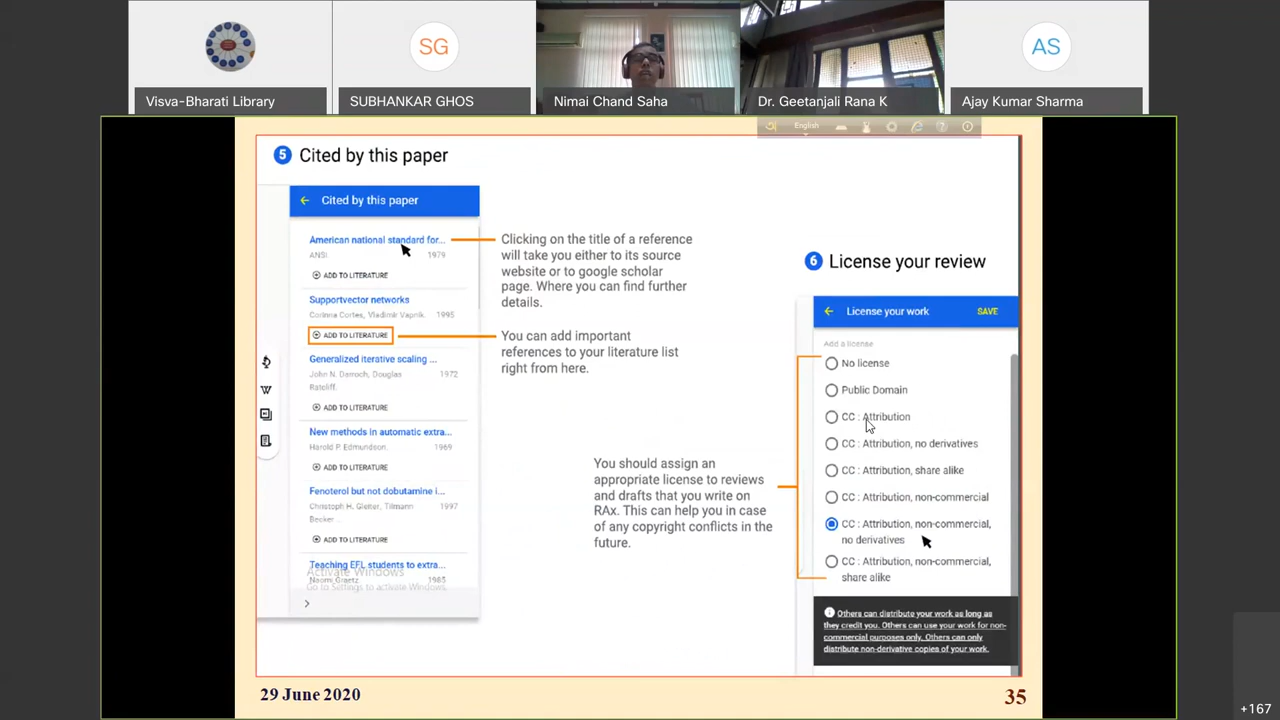 SG
AS
Visva-Bharati Library
SUBHANKAR GHOS
Nimai Chand Saha
Dr. Geetanjali Rana K
Ajay Kumar Sharma
English
5 Cited by this paper
Cited by this paper
American national standard for...
ANSI.
1979
ADD TO LITERATURE
Supportvector networks
Corinna Cortes, Vladimir Vapnik.
1995
ADD TO LITERATURE
Generalized iterative scaling ...
John N. Darroch, Douglas
Ratcliff.
1972
ADD TO LITERATURE
New methods in automatic extra...
Harold P. Edmundson.
1969
ADD TO LITERATURE
Fenoterol but not dobutamine i...
Christoph H. Gleiter, Tilmann
Becker ...
1997
ADD TO LITERATURE
Teaching EFL students to extra...
Naomi Graetz.
1985
Activate Windows
Go to Settings to activate Windows.
Clicking on the title of a reference
will take you either to its source
website or to google scholar
page. Where you can find further
details.
You can add important
references to your literature list
right from here.
6 License your review
License your work
SAVE
Add a license
No license
Public Domain
CC : Attribution
CC : Attribution, no derivatives
CC : Attribution, share alike
CC : Attribution, non-commercial
CC : Attribution, non-commercial,
no derivatives
CC : Attribution, non-commercial,
share alike
You should assign an
appropriate license to reviews
and drafts that you write on
RAx. This can help you in case
of any copyright conflicts in the
future.
Others can distribute your work as long as
they credit you. Others can use your work for non-
commercial purposes only. Others can only
distribute non-derivative copies of your work.
29 June 2020
35
+167